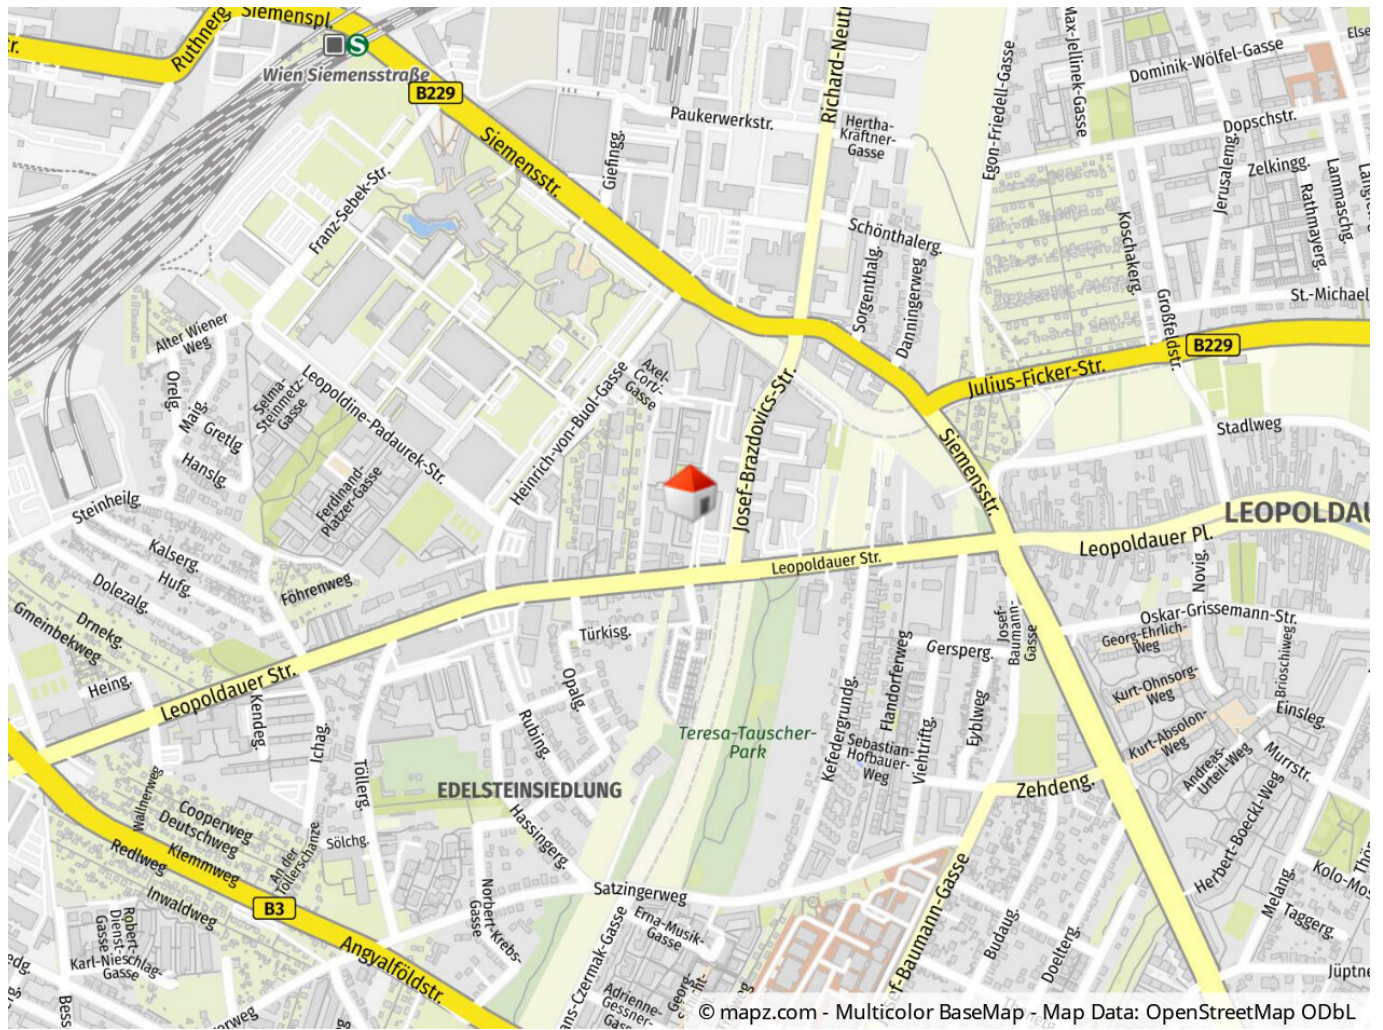 Siemenspl.
Ruthnerg.
S
Wien Siemensstraße
B229
Siemensstr.
Paukerwerkstr.
Giefingg.
Hertha-
Kräftner-
Gasse
Egon-Friedell-Gasse
Max-Jellinek-Gasse
Dominik-Wölfel-Gasse
Dopschstr.
Zelkingg.
Jerusalemg.
Rathmayerg.
Lammaschg
Franz-Sebek-Str.
Schönthalerg.
Sorgenthalg.
Danningerweg
Koschakerg.
Großfeldstr.
St.-Michael
B229
Julius-Ficker-Str.
Alter Wiener
Weg
Orelg
Maig.
Gretlg
Hanslg.
Selma-
Steinmetz-
Gasse
Leopoldine-Padaurek-Str.
Ferdinand-
Platzer-Gasse
Heinrich-von-Buol-Gasse
Axel-
Corti-
Gasse
Josef-Brazdovics-Str.
Siemensstr.
Stadlweg
LEOPOLDAU
Leopoldauer Pl.
Leopoldauer Str.
Steinheilg.
Kalserg.
Hufg.
Dolezalg.
Drnekg.
Gmeinbekweg
Heing.
Föhrenweg
Leopoldauer Str.
Kendeg.
Ichag.
Töllerg.
Türkisg.
Opalg.
Rubing.
Teresa-Tauscher-
Park
Kefedergrundg.
Flandorferweg
Sebastian-
Hofbauer-
Weg
Viehtriftg.
Eyblweg
Gersperg.
Josef-
Baumann-
Gasse
Novig.
Oskar-Grissemann-Str.
Georg-Ehrlich-
Weg
Kurt-Ohnsorg-
Weg
Kurt-Absolon-
Weg
Andreas-
Urteil-Weg
Brioschiweg
Einsleg.
Murrstr.
Herbert-Boeckl-Weg
Zehdeng.
EDELSTEINSIEDLUNG
Hassingerg.
Wallnerweg
Cooperweg
Deutschweg
Klemmweg
Redlweg
Inwaldweg
An der
Töllerschanze
Sölchg.
B3
Angyalföldstr.
Robert-
Dienst-
Gasse
Karl-Nieschlag-
Gasse
Norbert-Krebs-
Gasse
Satzingerweg
Erna-Musik-
Gasse
Adrienne-
Gessner-
Gasse
Budaug.
Doelterg.
Melang.
Taggerg.
© mapz.com - Multicolor BaseMap - Map Data: OpenStreetMap ODbL